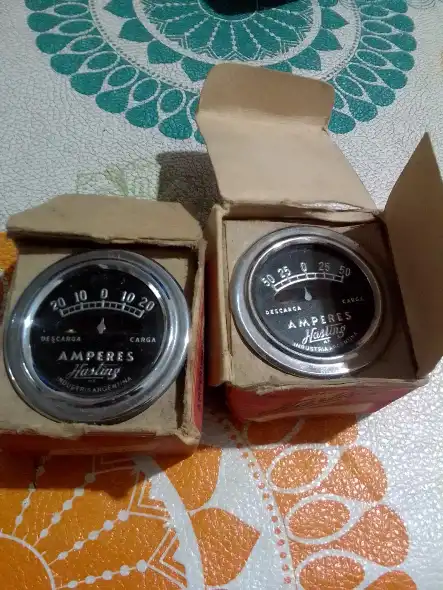 20 10 0 10 20
DESCARGA CARGA
AMPERES
Hasting
INDUSTRIA ARGENTINA
50 25 0 25 50
DESCARGA CARGA
AMPERES
Hasting
INDUSTRIA ARGENTINA